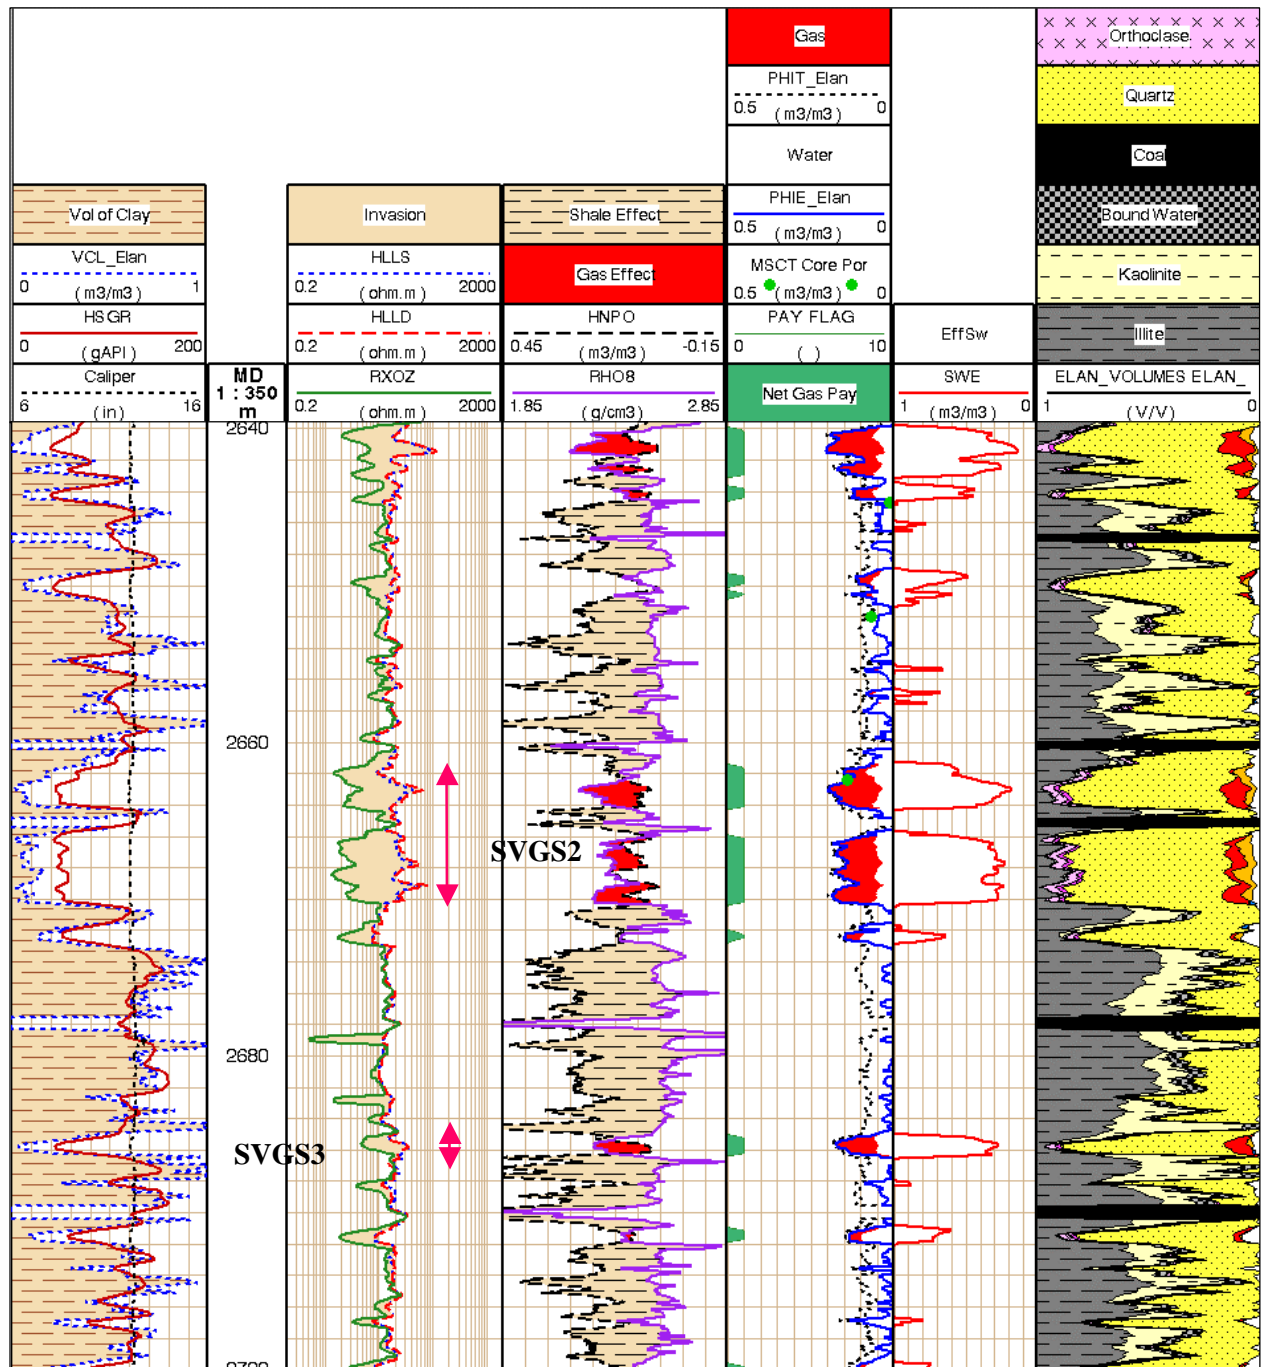 Gas
Orthoclase
PHIT_Elan
0.5 (m3/m3) 0
Quartz
Water
Coal
Vol of Clay
Invasion
Shale Effect
PHIE_Elan
0.5 (m3/m3) 0
Bound Water
VCL_Elan
0 (m3/m3) 1
HLLS
0.2 (ohm.m) 2000
Gas Effect
MSCT Core Por
0.5 (m3/m3) 0
Kaolinite
HSGR
0 (gAPI) 200
HLLD
0.2 (ohm.m) 2000
HNPO
0.45 (m3/m3) -0.15
PAY FLAG
0 () 10
EffSw
Illite
Caliper
6 (in) 16
MD
1 : 350
m
RXOZ
0.2 (ohm.m) 2000
RHO8
1.85 (g/cm3) 2.85
Net Gas Pay
SWE
1 (m3/m3) 0
ELAN_VOLUMES ELAN_
1 (V/V) 0
2640
2660
SVGS2
2680
SVGS3